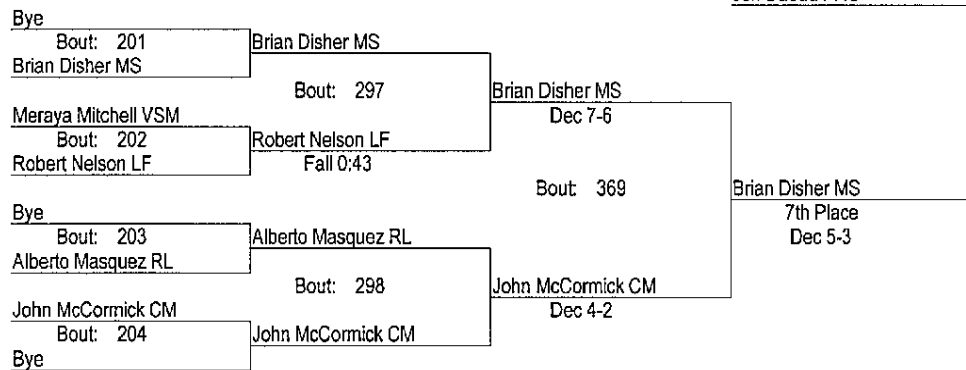 Bye
Bout: 201
Brian Disher MS
Brian Disher MS
Bout: 297
Brian Disher MS
Dec 7-6
Meraya Mitchell VSM
Bout: 202
Robert Nelson LF
Robert Nelson LF
Fall 0:43
Bout: 369
Brian Disher MS
7th Place
Dec 5-3
Bye
Bout: 203
Alberto Masquez RL
Alberto Masquez RL
Bout: 298
John McCormick CM
Dec 4-2
John McCormick CM
Bout: 204
John McCormick CM
Bye